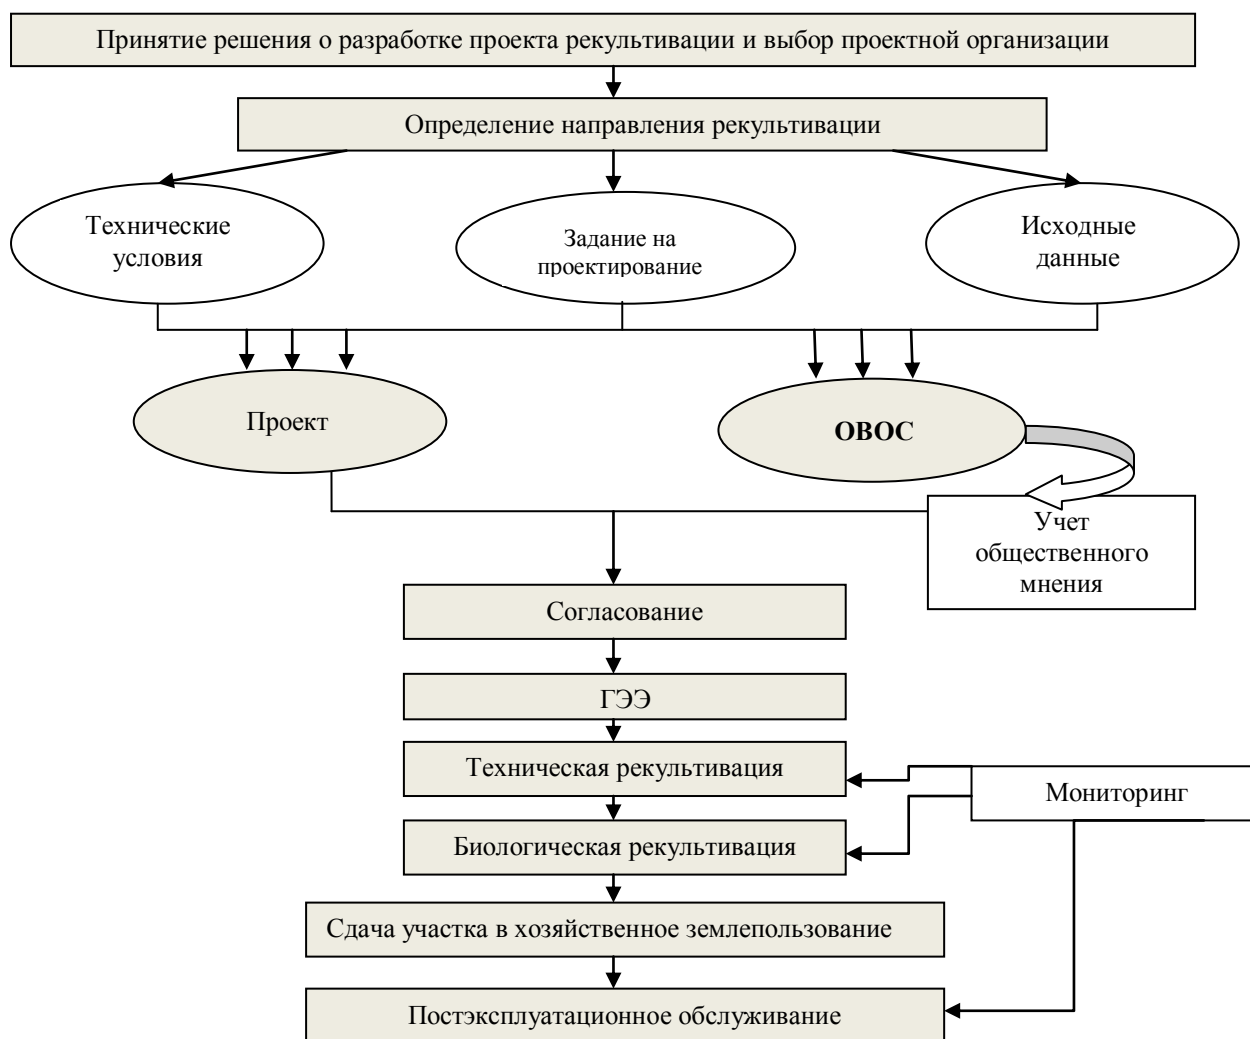 Принятие решения о разработке проекта рекультивации и выбор проектной организации
Определение направления рекультивации
Технические
условия
Задание на
проектирование
Исходные
данные
Проект
ОВОС
Учет
общественного
мнения
Согласование
ГЭЭ
Техническая рекультивация
Мониторинг
Биологическая рекультивация
Сдача участка в хозяйственное землепользование
Постэксплуатационное обслуживание